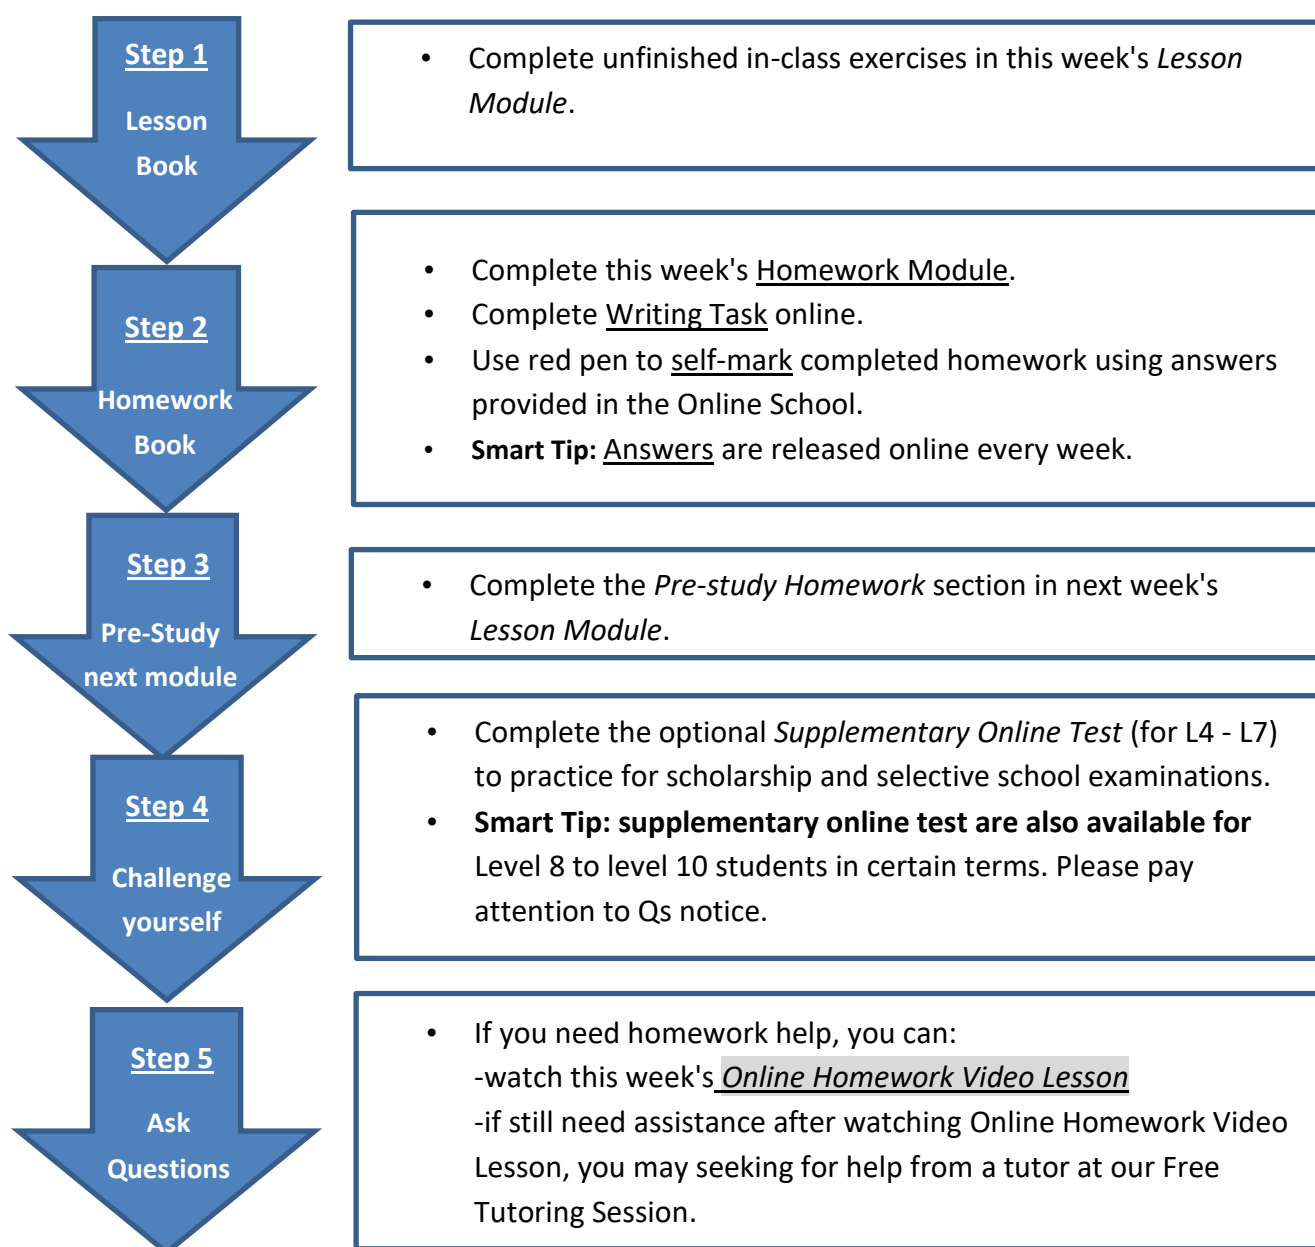 Step 1
Lesson
Book
• Complete unfinished in-class exercises in this week's Lesson
Module.
Step 2
Homework
Book
• Complete this week's Homework Module.
• Complete Writing Task online.
• Use red pen to self-mark completed homework using answers
provided in the Online School.
• Smart Tip: Answers are released online every week.
Step 3
Pre-Study
next module
• Complete the Pre-study Homework section in next week's
Lesson Module.
Step 4
Challenge
yourself
• Complete the optional Supplementary Online Test (for L4 - L7)
to practice for scholarship and selective school examinations.
• Smart Tip: supplementary online test are also available for
Level 8 to level 10 students in certain terms. Please pay
attention to Qs notice.
Step 5
Ask
Questions
• If you need homework help, you can:
-watch this week's Online Homework Video Lesson
-if still need assistance after watching Online Homework Video
Lesson, you may seeking for help from a tutor at our Free
Tutoring Session.